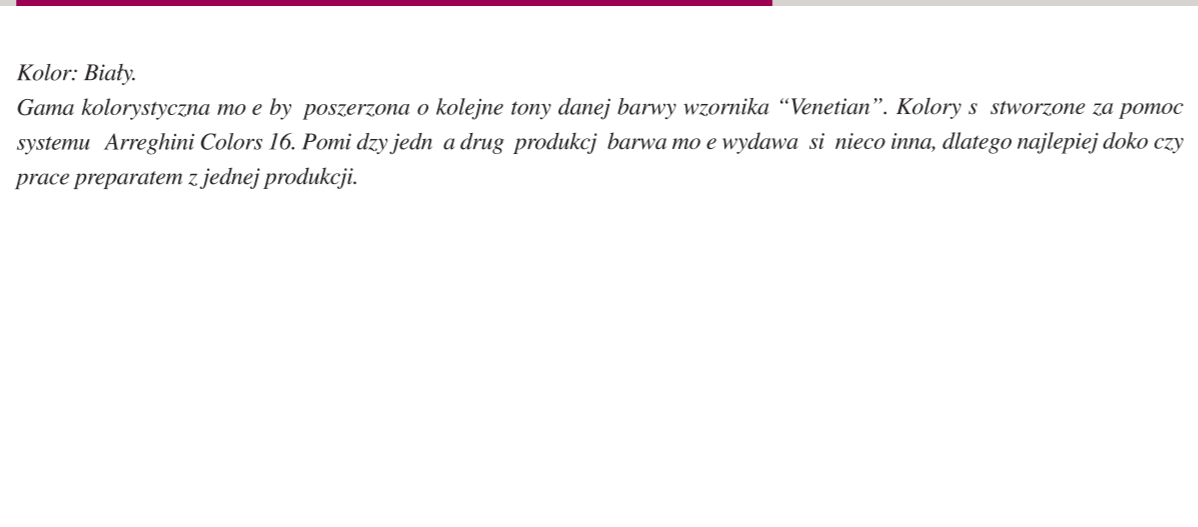 Kolor: Biały.
Gama kolorystyczna mo e by  poszerzona o kolejne tony danej barwy wzornika “Venetian”. Kolory s  stworzone za pomoc
systemu  Arreghini Colors 16. Pomi dzy jedn  a drug  produkcj  barwa mo e wydawa  si  nieco inna, dlatego najlepiej doko czy
prace preparatem z jednej produkcji.